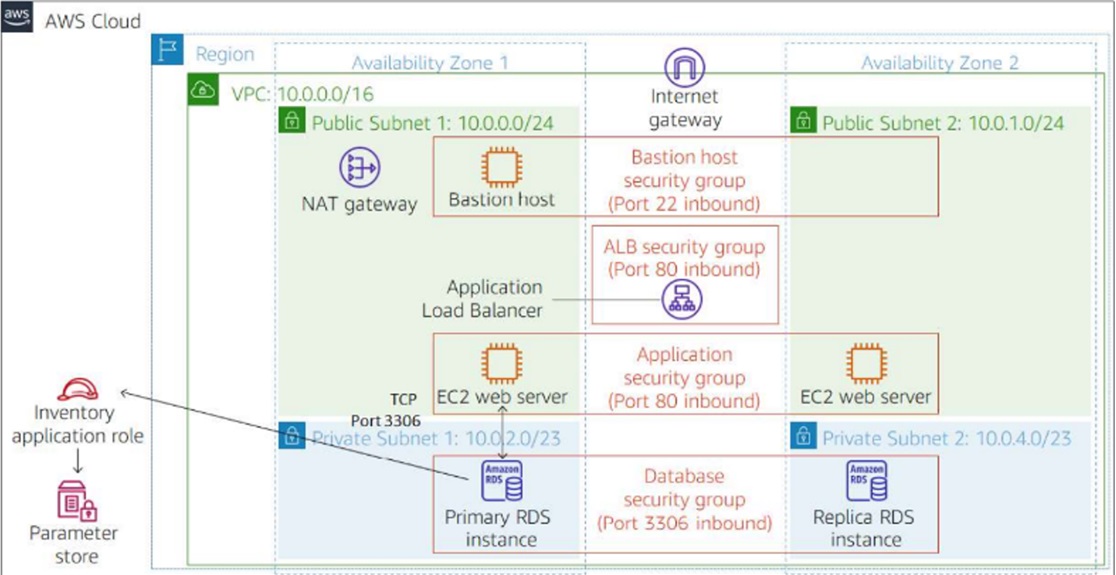 aws
AWS Cloud
Region
Availability Zone 1
Availability Zone 2
Internet
gateway
VPC: 10.0.0.0/16
Public Subnet 1: 10.0.0.0/24
Public Subnet 2: 10.0.1.0/24
NAT gateway
Bastion host
Bastion host
security group
(Port 22 inbound)
ALB security group
(Port 80 inbound)
Application
Load Balancer
EC2 web server
Application
security group
(Port 80 inbound)
EC2 web server
TCP
Port 3306
Inventory
application role
Private Subnet 1: 10.0.2.0/23
Private Subnet 2: 10.0.4.0/23
Amazon
RDS
Primary RDS
instance
Database
security group
(Port 3306 inbound)
Amazon
RDS
Replica RDS
instance
Parameter
store